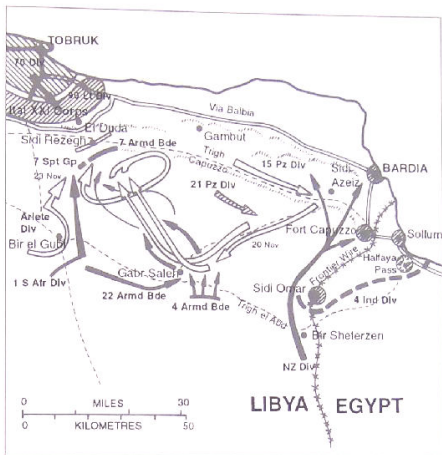 TOBRUK
70 Div
90 Lt Div
Ital XXI Corps
El Duda
Sidi Rezegh
7 Armd Bde
7 Spt Gp
23 Nov
Via Balbia
Gambut
Trigh
Capuzzo
15 Pz Div
21 Pz Div
Sidi
Azeiz
BARDIA
Ariete
Div
Bir el Gubi
20 Nov
Fort Capuzzo
Sollum
Halfaya
Pass
1 S Afr Div
22 Armd Bde
Gabr Saleh
4 Armd Bde
Trigh el Abd
Sidi Omar
Frontier Wire
4 Ind Div
Bir Sheferzen
NZ Div
LIBYA EGYPT
0 MILES 30
0 KILOMETRES 50